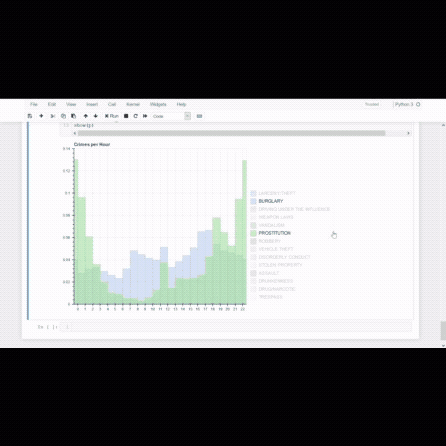 File Edit View Insert Cell Kernel Widgets Help
Trusted Python 3
Run Code
Crimes per Hour
0.14
0.12
0.1
0.08
0.06
0.04
0.02
0
0 1 2 3 4 5 6 7 8 9 10 11 12 13 14 15 16 17 18 19 20 21 22
LARCENY/THEFT
BURGLARY
DRIVING UNDER THE INFLUENCE
WEAPON LAWS
VANDALISM
PROSTITUTION
ROBBERY
VEHICLE THEFT
DISORDERLY CONDUCT
STOLEN PROPERTY
ASSAULT
DRUNKENNESS
DRUG/NARCOTIC
TRESPASS
In [ ]: